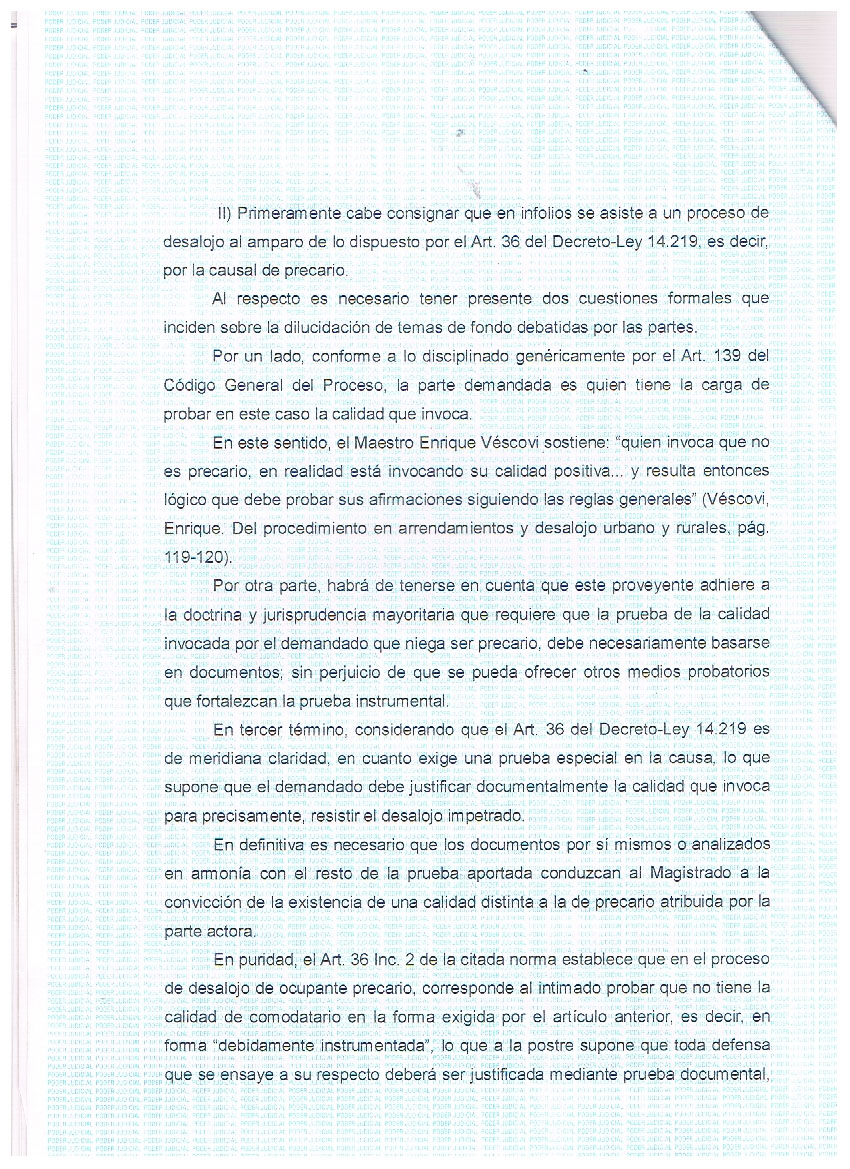 II) Primeramente cabe consignar que en infolios se asiste a un proceso de
desalojo al amparo de lo dispuesto por el Art. 36 del Decreto-Ley 14.219, es decir,
por la causal de precario.
Al respecto es necesario tener presente dos cuestiones formales que
inciden sobre la dilucidación de temas de fondo debatidas por las partes.
Por un lado, conforme a lo disciplinado genéricamente por el Art. 139 del
Código General del Proceso, la parte demandada es quien tiene la carga de
probar en este caso la calidad que invoca.
En este sentido, el Maestro Enrique Véscovi sostiene: “quien invoca que no
es precario, en realidad está invocando su calidad positiva... y resulta entonces
lógico que debe probar sus afirmaciones siguiendo las reglas generales” (Véscovi,
Enrique. Del procedimiento en arrendamientos y desalojo urbano y rurales, pág.
119-120).
Por otra parte, habrá de tenerse en cuenta que este proveyente adhiere a
la doctrina y jurisprudencia mayoritaria que requiere que la prueba de la calidad
invocada por el demandado que niega ser precario, debe necesariamente basarse
en documentos; sin perjuicio de que se pueda ofrecer otros medios probatorios
que fortalezcan la prueba instrumental.
En tercer término, considerando que el Art. 36 del Decreto-Ley 14.219 es
de meridiana claridad, en cuanto exige una prueba especial en la causa, lo que
supone que el demandado debe justificar documentalmente la calidad que invoca
para precisamente, resistir el desalojo impetrado.
En definitiva es necesario que los documentos por sí mismos o analizados
en armonía con el resto de la prueba aportada conduzcan al Magistrado a la
convicción de la existencia de una calidad distinta a la de precario atribuida por la
parte actora.
En puridad, el Art. 36 Inc. 2 de la citada norma establece que en el proceso
de desalojo de ocupante precario, corresponde al intimado probar que no tiene la
calidad de comodatario en la forma exigida por el artículo anterior, es decir, en
forma “debidamente instrumentada”, lo que a la postre supone que toda defensa
que se ensaye a su respecto deberá ser justificada mediante prueba documental,